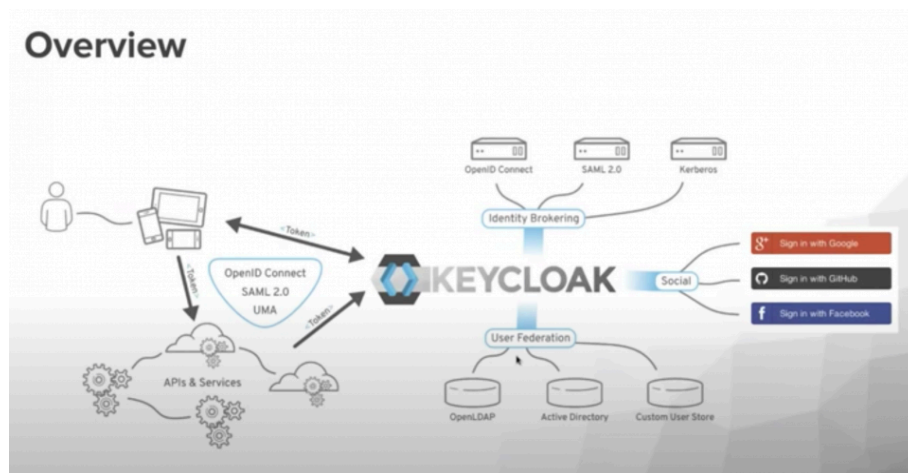 Overview
OpenID Connect
SAML 2.0
Kerberos
Identity Brokering
<Token>
<Token>
OpenID Connect
SAML 2.0
UMA
<Token>
KEYCLOAK
Social
g+ Sign in with Google
Sign in with GitHub
f Sign in with Facebook
User Federation
APIs & Services
OpenLDAP
Active Directory
Custom User Store